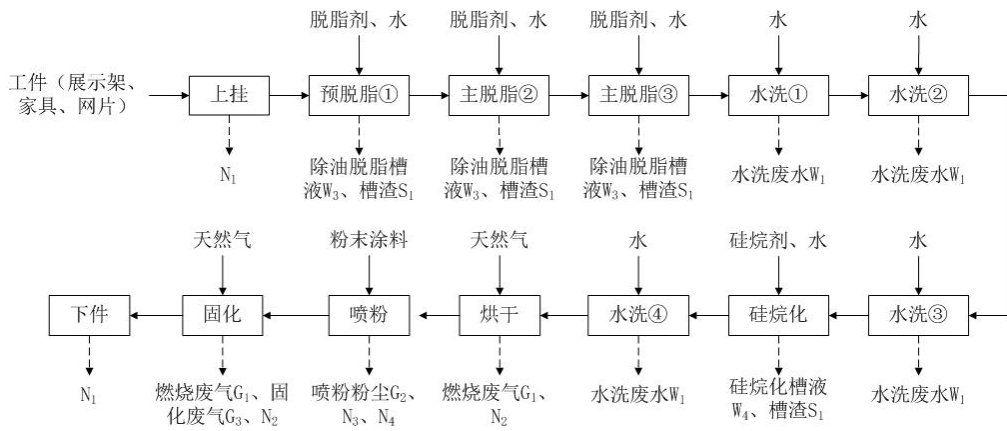 脱脂剂、水
脱脂剂、水
脱脂剂、水
水
水
工件（展示架、
家具、网片）
上挂
预脱脂①
主脱脂②
主脱脂③
水洗①
水洗②
N₁
除油脱脂槽
液W₃、槽渣S₁
除油脱脂槽
液W₃、槽渣S₁
除油脱脂槽
液W₃、槽渣S₁
水洗废水W₁
水洗废水W₁
天然气
粉末涂料
天然气
水
硅烷剂、水
水
下件
固化
喷粉
烘干
水洗④
硅烷化
水洗③
N₁
燃烧废气G₁、固
化废气G₃、N₂
喷粉粉尘G₂、
N₃、N₄
燃烧废气G₁、
N₂
水洗废水W₁
硅烷化槽液
W₄、槽渣S₁
水洗废水W₁